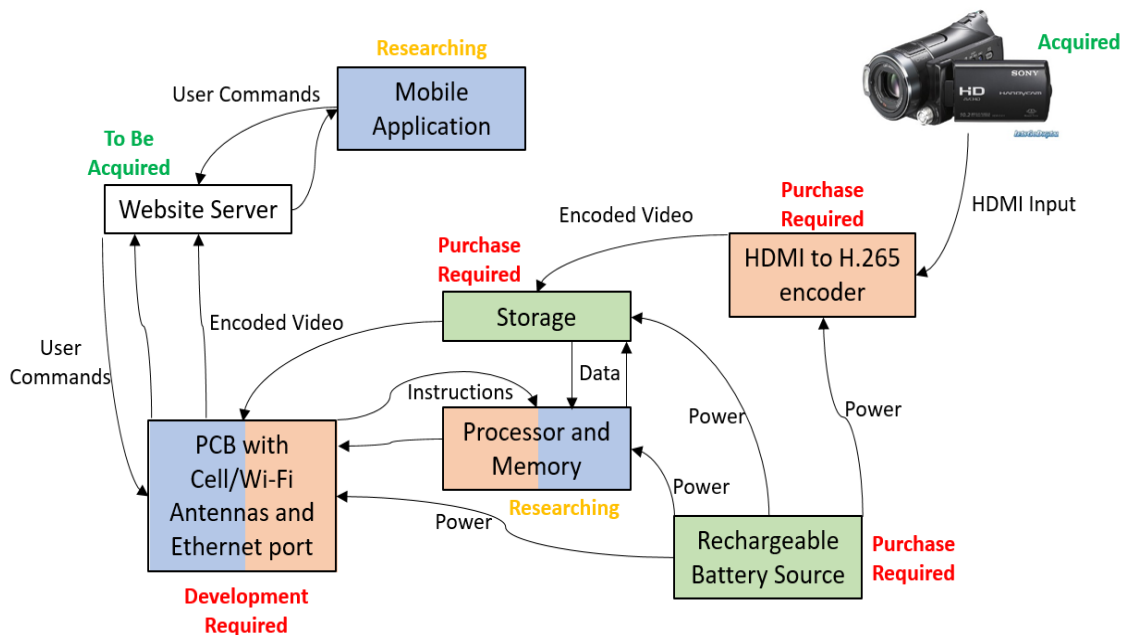 Researching
Mobile
Application
User Commands
Acquired
SONY
HD
To Be
Acquired
Website Server
HDMI Input
Purchase
Required
Encoded Video
HDMI to H.265
encoder
Purchase
Required
Storage
Encoded Video
User
Commands
Data
Instructions
Power
Power
Processor and
Memory
PCB with
Cell/Wi-Fi
Antennas and
Ethernet port
Power
Researching
Power
Rechargeable
Battery Source
Purchase
Required
Development
Required